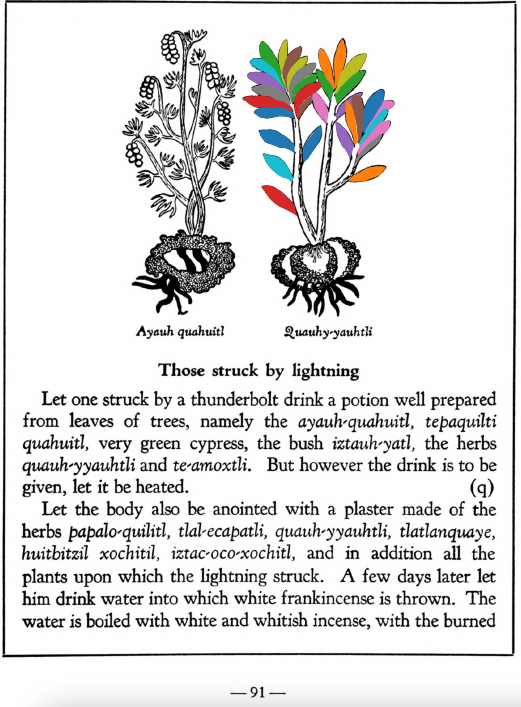 Ayauh quahuitl
Quauhy-yauhtli
Those struck by lightning
Let one struck by a thunderbolt drink a potion well prepared
from leaves of trees, namely the ayauh-quahuitl, tepaquilti
quahuitl, very green cypress, the bush iztauh-yatl, the herbs
quauh-yyauhtli and te-amoxtli. But however the drink is to be
given, let it be heated. (q)
Let the body also be anointed with a plaster made of the
herbs papalo-quilitl, tlal-ecapatli, quauh-yyauhtli, tlatlanquaye,
huitbitzil xochitil, iztac-oco-xochitl, and in addition all the
plants upon which the lightning struck. A few days later let
him drink water into which white frankincense is thrown. The
water is boiled with white and whitish incense, with the burned
—91—